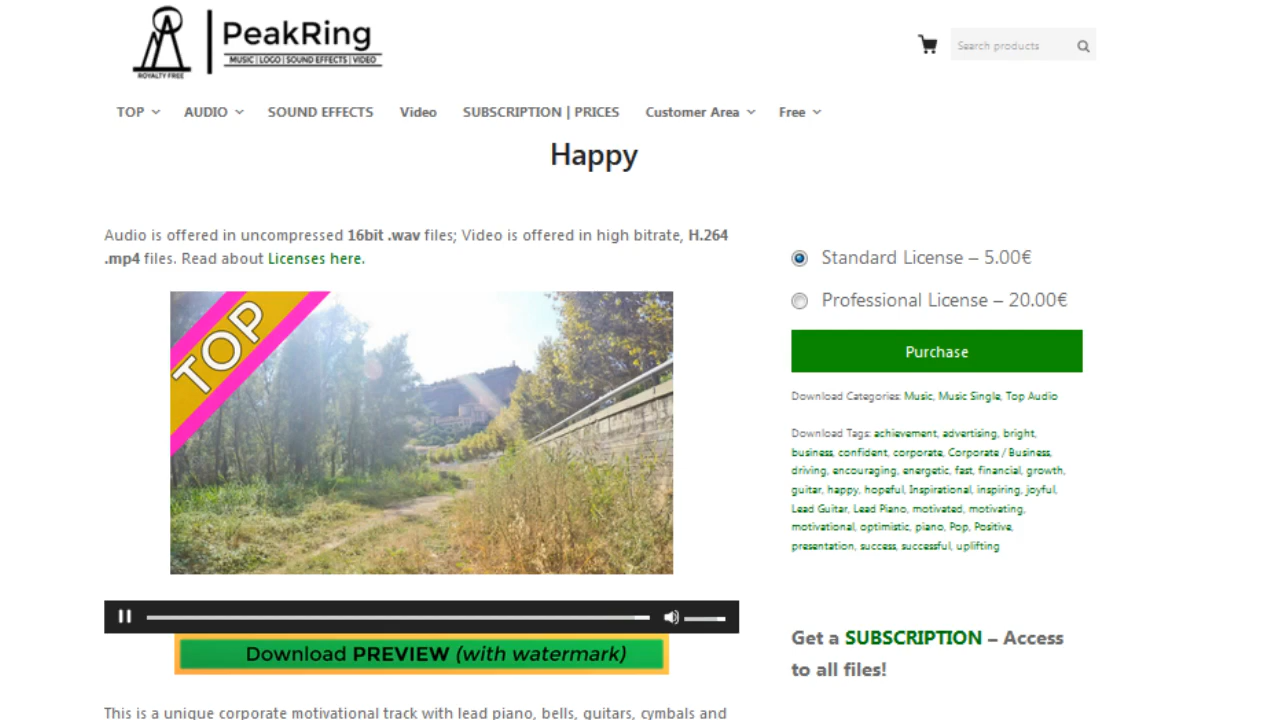 PeakRing
MUSIC | LOGO | SOUND EFFECTS | VIDEO
ROYALTY FREE
Search products
TOP AUDIO SOUND EFFECTS Video SUBSCRIPTION | PRICES Customer Area Free
Happy
Audio is offered in uncompressed 16bit .wav files; Video is offered in high bitrate, H.264
.mp4 files. Read about Licenses here.
TOP
Download PREVIEW (with watermark)
This is a unique corporate motivational track with lead piano, bells, guitars, cymbals and
Standard License – 5.00€
Professional License – 20.00€
Purchase
Download Categories: Music, Music Single, Top Audio
Download Tags: achievement, advertising, bright,
business, confident, corporate, Corporate / Business,
driving, encouraging, energetic, fast, financial, growth,
guitar, happy, hopeful, Inspirational, inspiring, joyful,
Lead Guitar, Lead Piano, motivated, motivating,
motivational, optimistic, piano, Pop, Positive,
presentation, success, successful, uplifting
Get a SUBSCRIPTION – Access
to all files!